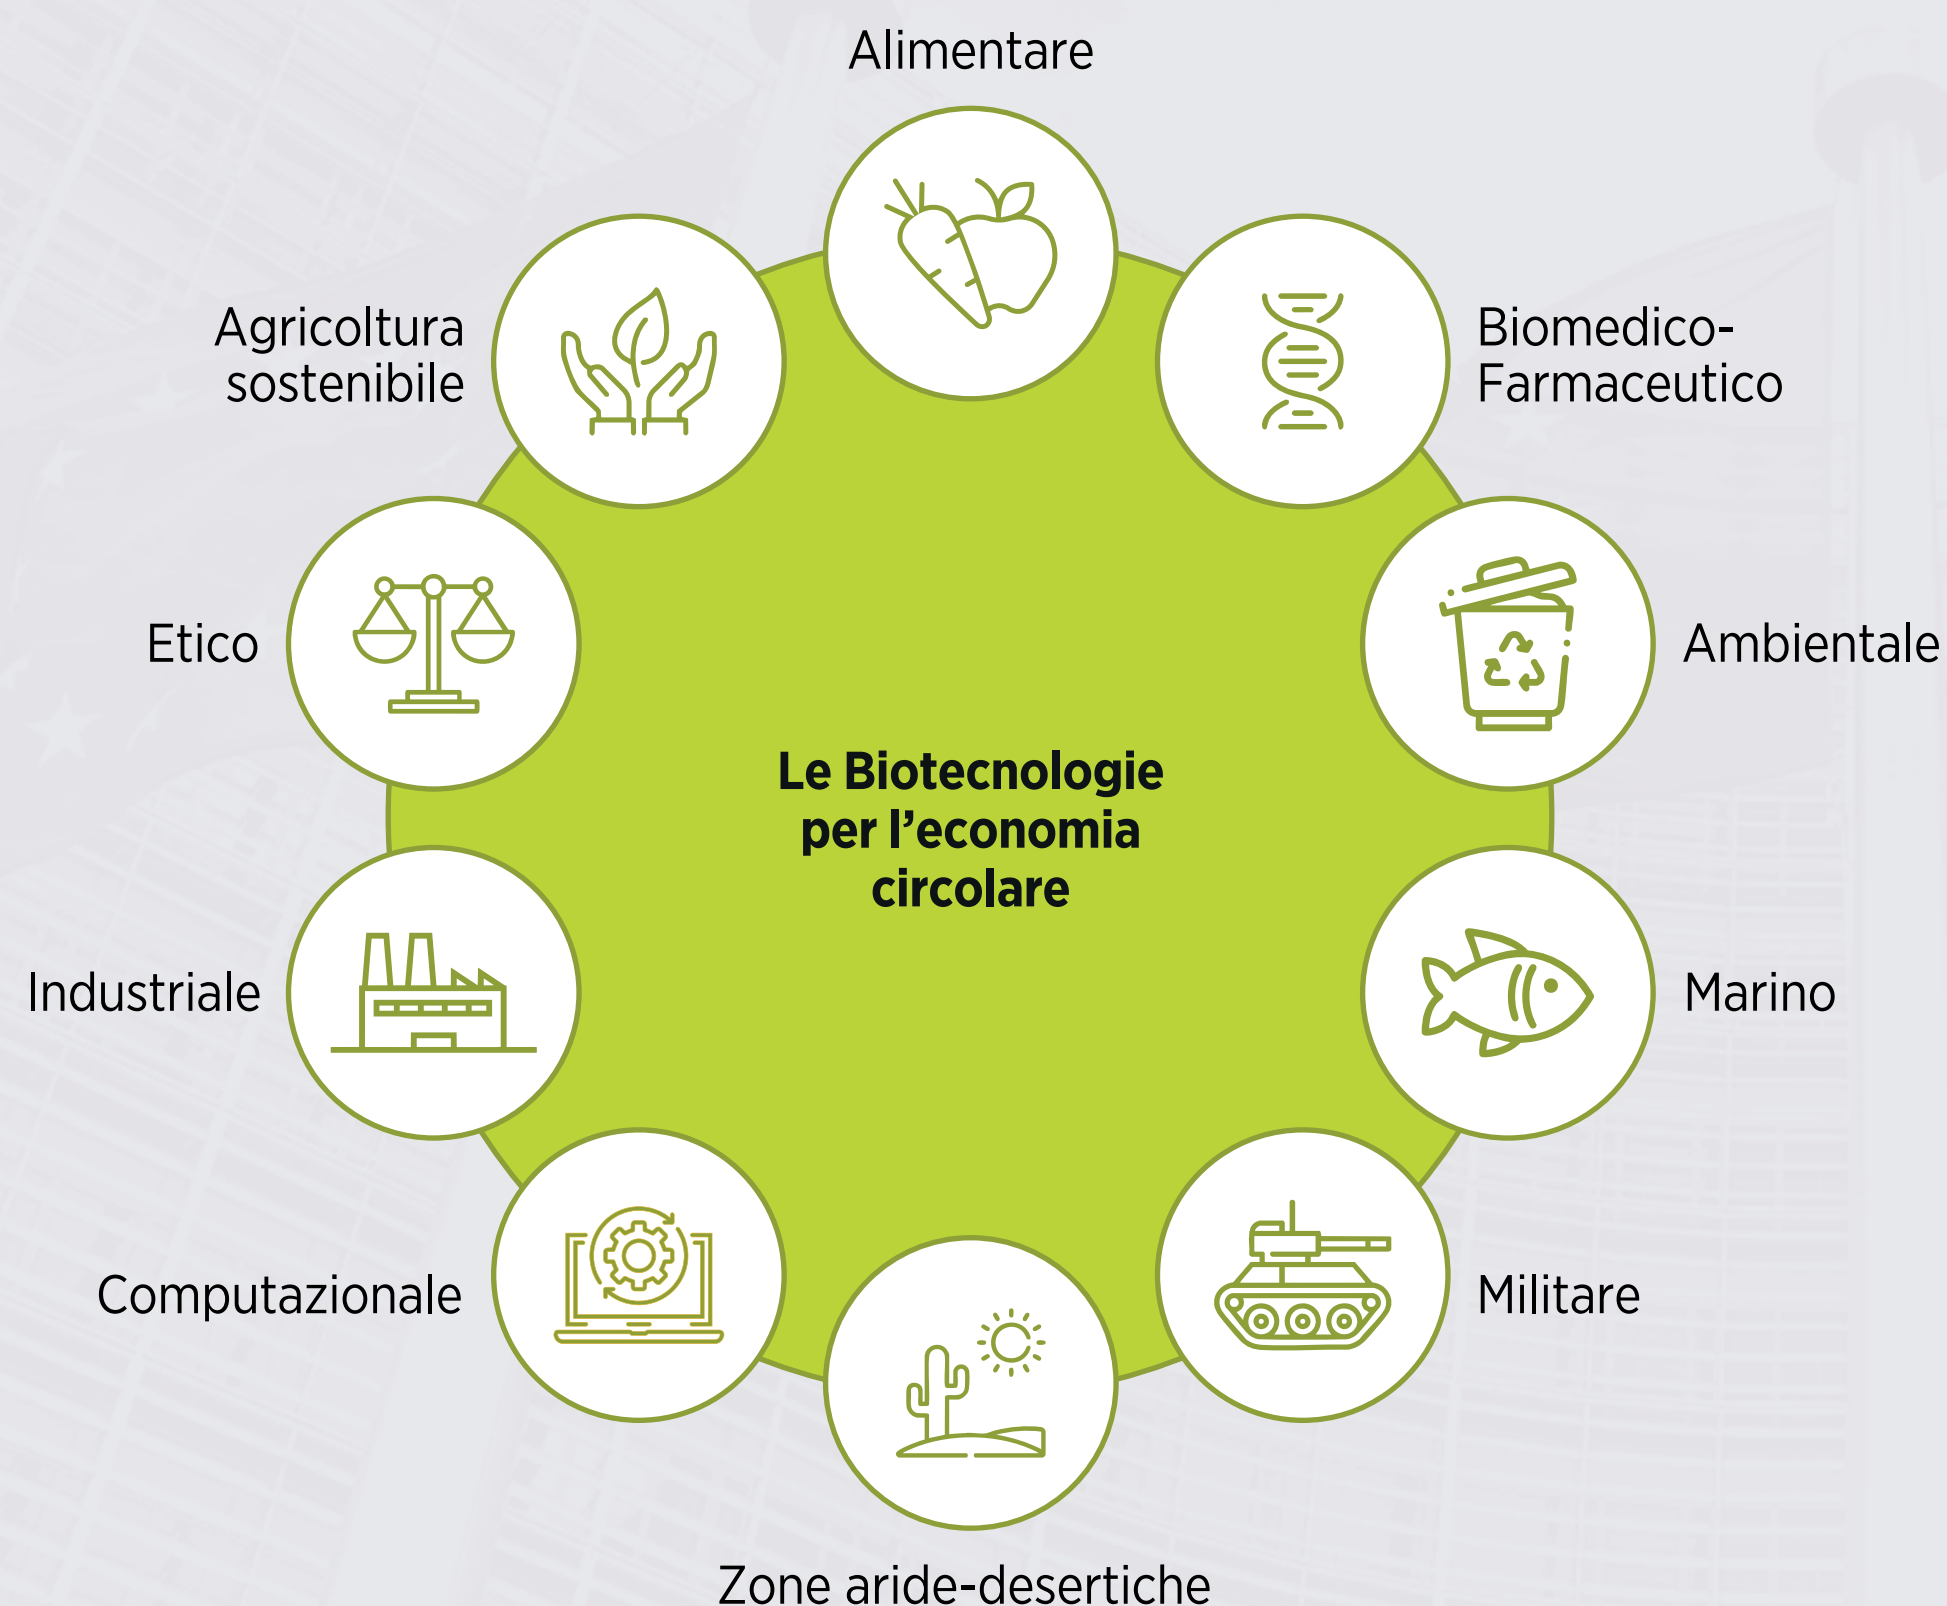 Alimentare
Biomedico-
Farmaceutico
Ambientale
Marino
Militare
Zone aride-desertiche
Computazionale
Industriale
Etico
Agricoltura
sostenibile
Le Biotecnologie
per l’economia
circolare